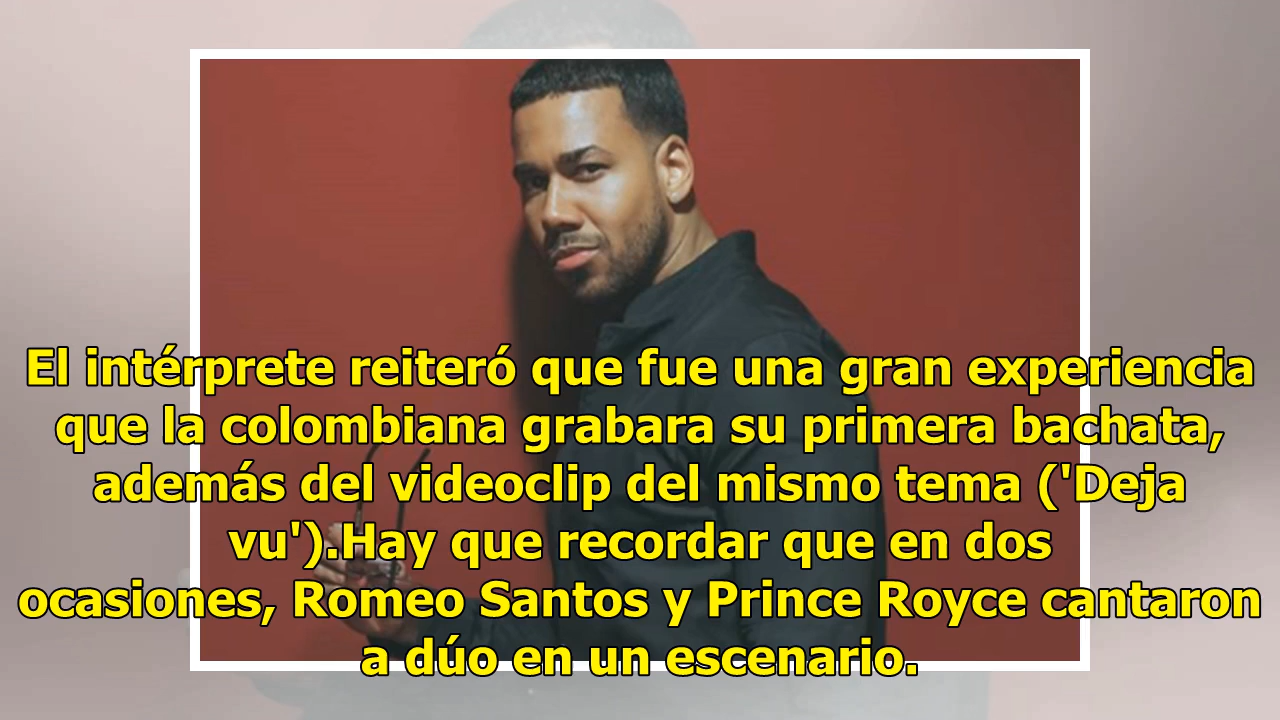 El intérprete reiteró que fue una gran experiencia
que la colombiana grabara su primera bachata,
además del videoclip del mismo tema ('Deja
vu').Hay que recordar que en dos
ocasiones, Romeo Santos y Prince Royce cantaron
a dúo en un escenario.